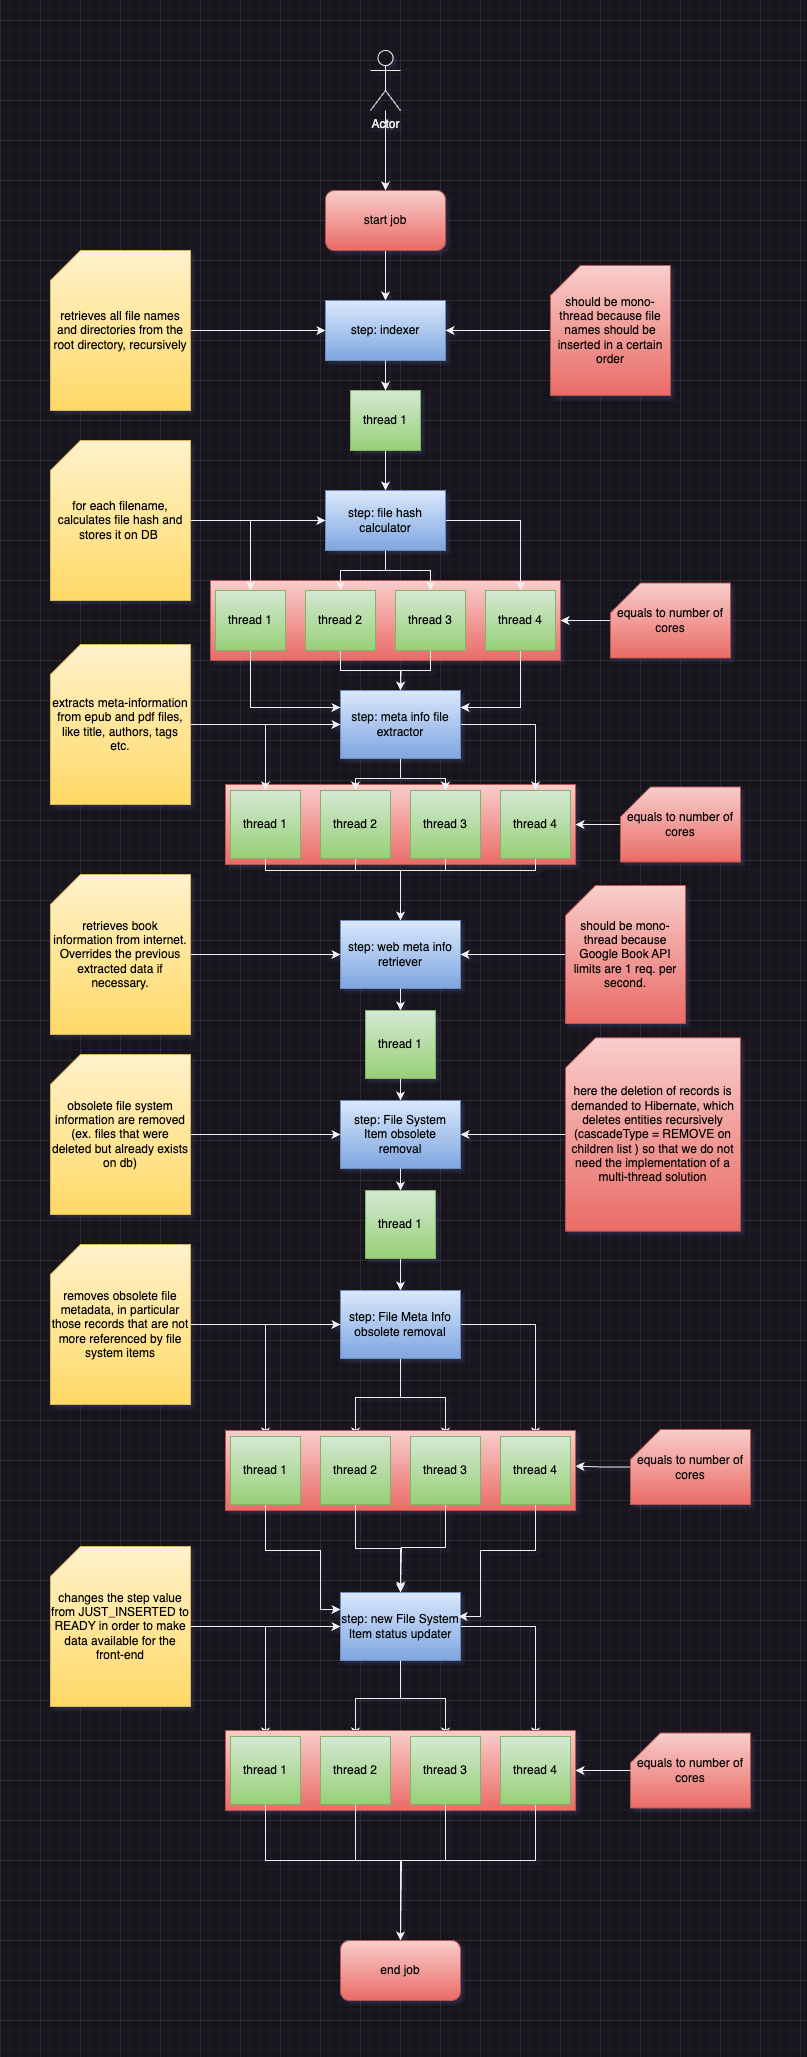 Actor
start job
retrieves all file names
and directories from the
root directory, recursively
step: indexer
should be mono-
thread because file
names should be
inserted in a certain
order
thread 1
for each filename,
calculates file hash and
stores it on DB
step: file hash
calculator
thread 1
thread 2
thread 3
thread 4
equals to number of
cores
extracts meta-information
from epub and pdf files,
like title, authors, tags
etc.
step: meta info file
extractor
thread 1
thread 2
thread 3
thread 4
equals to number of
cores
retrieves book
information from internet.
Overrides the previous
extracted data if
necessary.
step: web meta info
retriever
should be mono-
thread because
Google Book API
limits are 1 req. per
second.
thread 1
obsolete file system
information are removed
(ex. files that were
deleted but already exists
on db)
step: File System
Item obsolete
removal
here the deletion of records is
demanded to Hibernate, which
deletes entities recursively
(cascadeType = REMOVE on
children list ) so that we do not
need the implementation of a
multi-thread solution
thread 1
removes obsolete file
metadata, in particular
those records that are not
more referenced by file
system items
step: File Meta Info
obsolete removal
thread 1
thread 2
thread 3
thread 4
equals to number of
cores
changes the step value
from JUST_INSERTED to
READY in order to make
data available for the
front-end
step: new File System
Item status updater
thread 1
thread 2
thread 3
thread 4
equals to number of
cores
end job